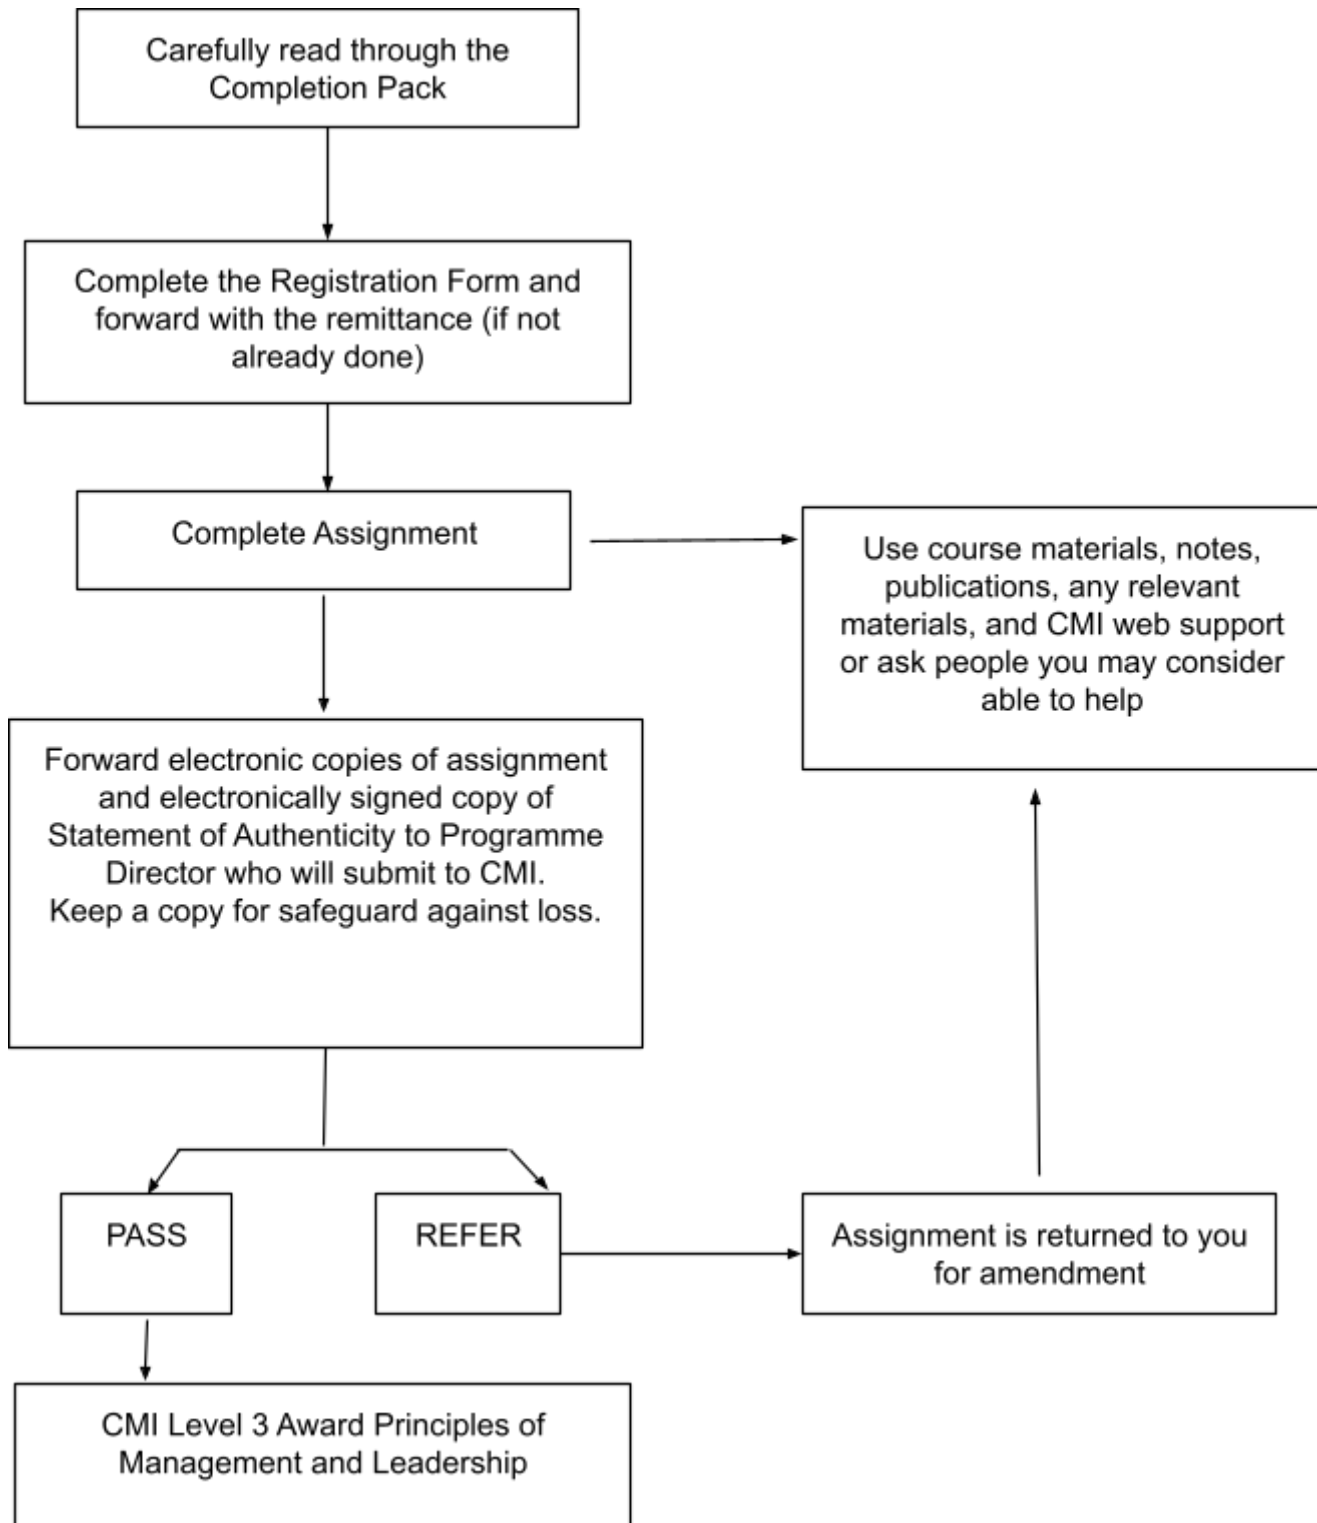 Carefully read through the
Completion Pack
Complete the Registration Form and
forward with the remittance (if not
already done)
Complete Assignment
Use course materials, notes,
publications, any relevant
materials, and CMI web support
or ask people you may consider
able to help
Forward electronic copies of assignment
and electronically signed copy of
Statement of Authenticity to Programme
Director who will submit to CMI.
Keep a copy for safeguard against loss.
PASS
REFER
Assignment is returned to you
for amendment
CMI Level 3 Award Principles of
Management and Leadership